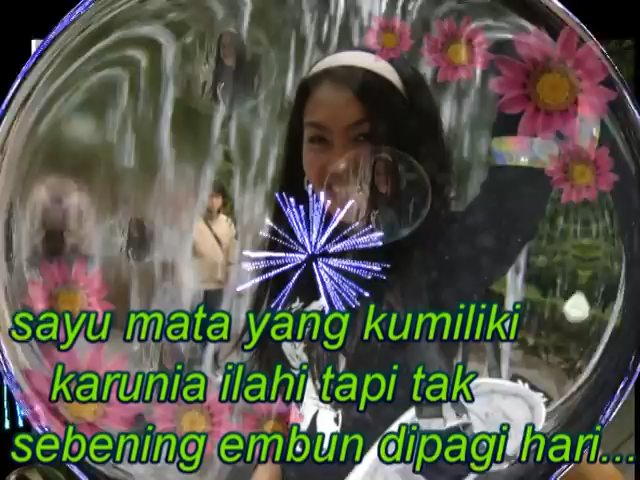 sayu mata yang kumiliki
karunia ilahi tapi tak
sebening embun dipagi hari...